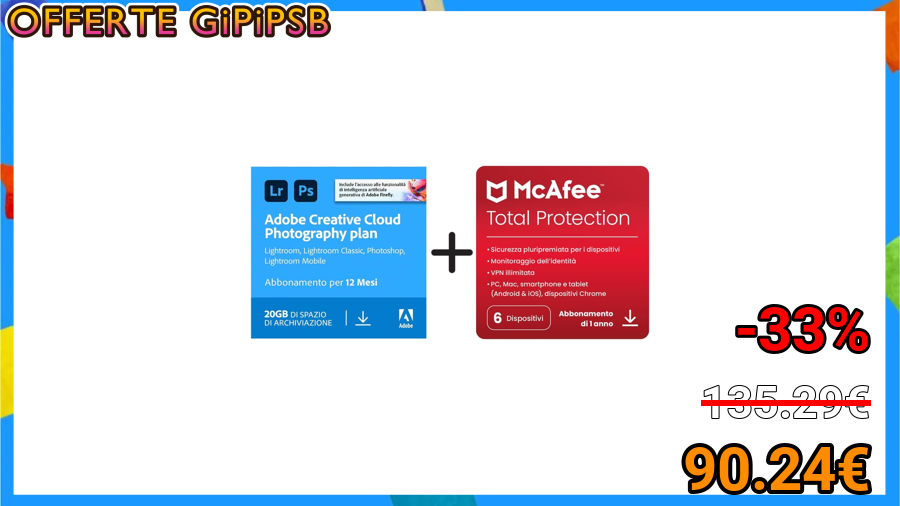 OFFERTE GiPiPSB
Lr Ps
Include l'accesso alle funzionalità
di intelligenza artificiale
generativa di Adobe Firefly.
Adobe Creative Cloud
Photography plan
Lightroom, Lightroom Classic, Photoshop,
Lightroom Mobile
Abbonamento per 12 Mesi
20GB DI SPAZIO
DI ARCHIVIAZIONE
Adobe
+
McAfee™
Total Protection
• Sicurezza pluripremiata per i dispositivi
• Monitoraggio dell'identità
• VPN illimitata
• PC, Mac, smartphone e tablet
(Android & iOS), dispositivi Chrome
6 Dispositivi
Abbonamento
di 1 anno
-33%
135.29€
90.24€